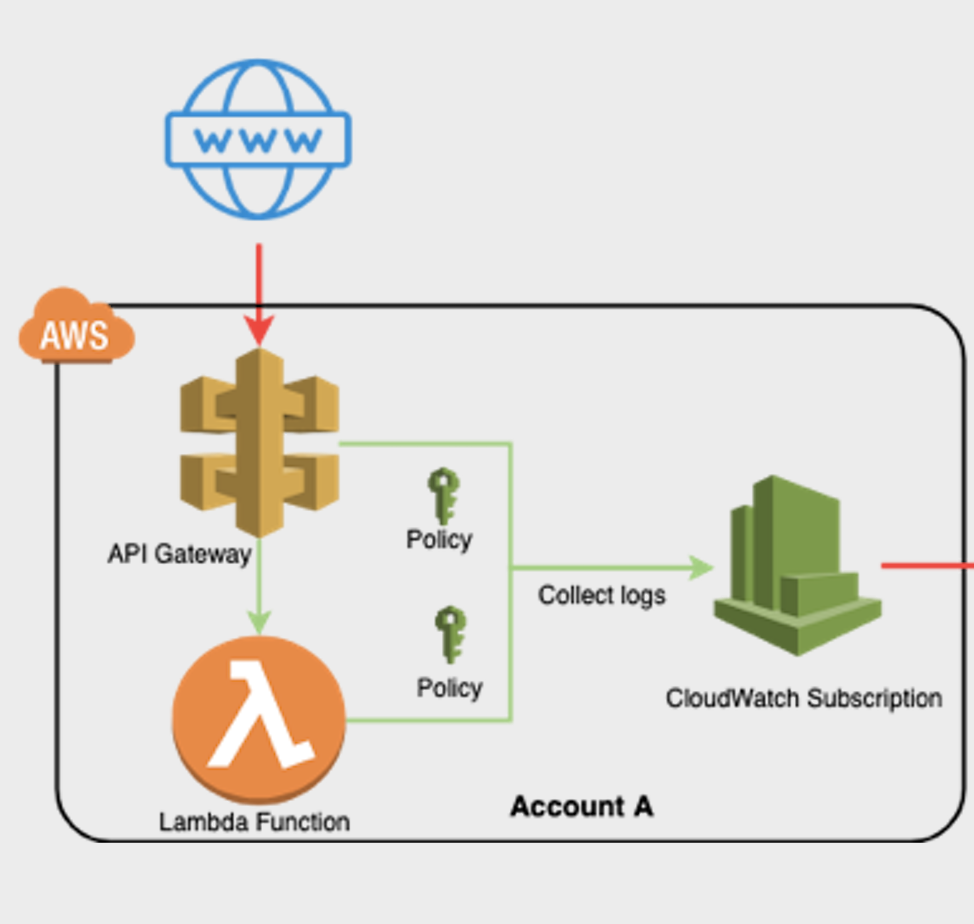 WWW
AWS
API Gateway
Policy
Collect logs
Policy
CloudWatch Subscription
Lambda Function
Account A